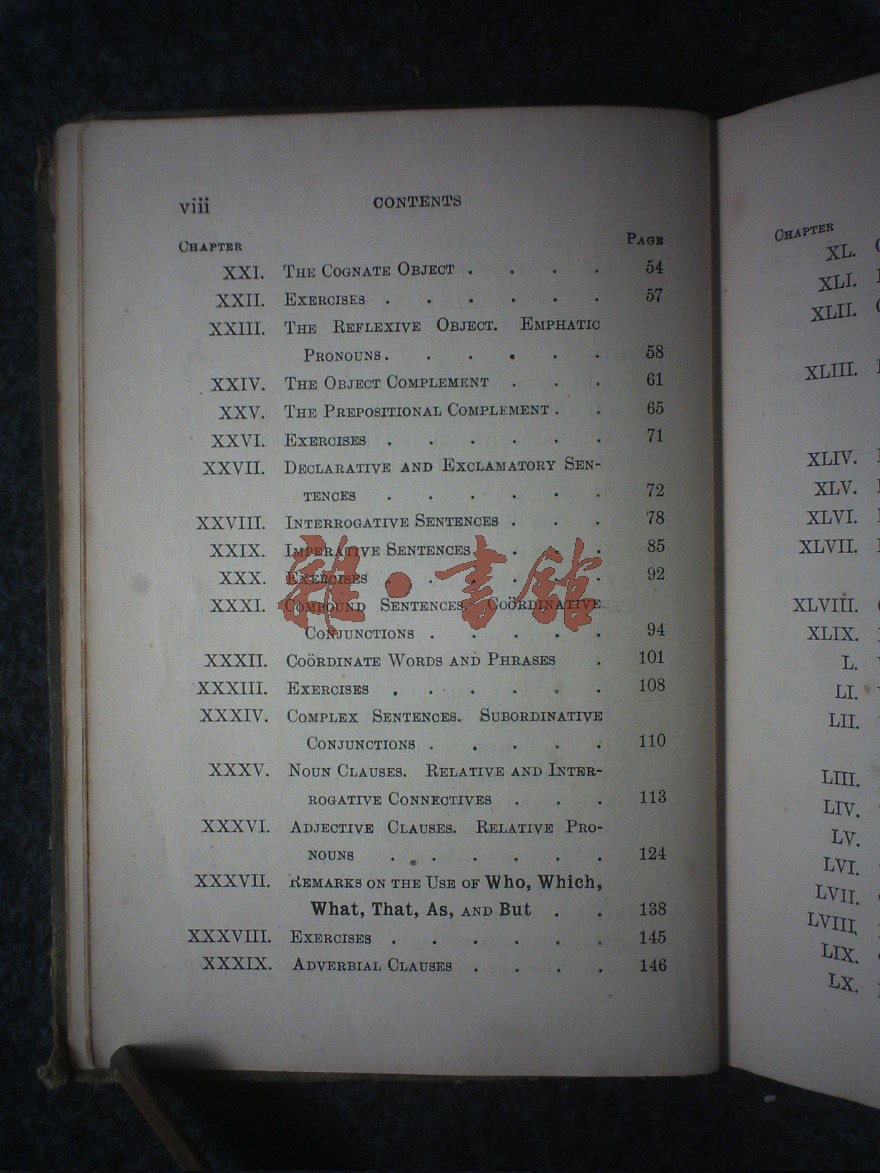 viii CONTENTS
CHAPTER PAGE
XXI. THE COGNATE OBJECT . . . . 54
XXII. EXERCISES . . . . . . 57
XXIII. THE REFLEXIVE OBJECT. EMPHATIC
PRONOUNS . . . . . . 58
XXIV. THE OBJECT COMPLEMENT . . . 61
XXV. THE PREPOSITIONAL COMPLEMENT . . 65
XXVI. EXERCISES . . . . . . 71
XXVII. DECLARATIVE AND EXCLAMATORY SEN-
TENCES . . . . . . 72
XXVIII. INTERROGATIVE SENTENCES . . . 78
XXIX. IMPERATIVE SENTENCES . . . . 85
XXX. EXERCISES . . . . . . 92
XXXI. COMPOUND SENTENCES. COÖRDINATIVE
CONJUNCTIONS . . . . . 94
XXXII. COÖRDINATE WORDS AND PHRASES . 101
XXXIII. EXERCISES . . . . . . 108
XXXIV. COMPLEX SENTENCES. SUBORDINATIVE
CONJUNCTIONS . . . . . 110
XXXV. NOUN CLAUSES. RELATIVE AND INTER-
ROGATIVE CONNECTIVES . . . 113
XXXVI. ADJECTIVE CLAUSES. RELATIVE PRO-
NOUNS . . . . . . 124
XXXVII. REMARKS ON THE USE OF Who, Which,
What, That, As, AND But . . 138
XXXVIII. EXERCISES . . . . . . 145
XXXIX. ADVERBIAL CLAUSES . . . . 146
雜·書館
CHAPTER
XL.
XLI.
XLII.
XLIII.
XLIV.
XLV.
XLVI.
XLVII.
XLVIII.
XLIX.
L.
LI.
LII.
LIII.
LIV.
LV.
LVI.
LVII.
LVIII.
LIX.
LX.